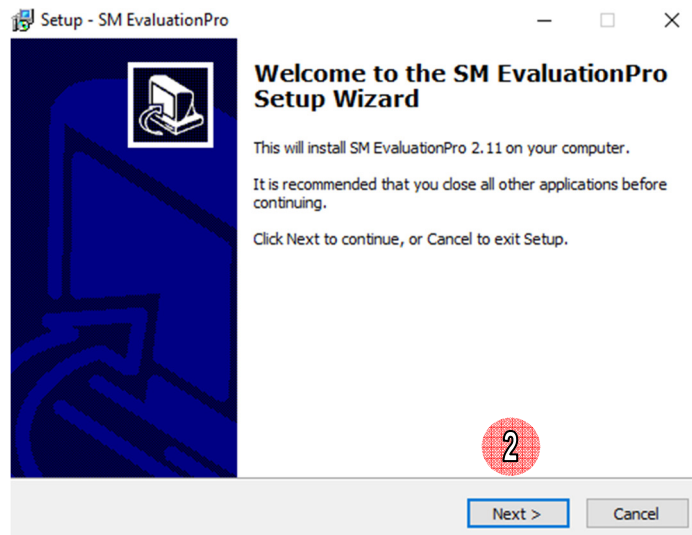 Setup - SM EvaluationPro
Welcome to the SM EvaluationPro
Setup Wizard
This will install SM EvaluationPro 2.11 on your computer.
It is recommended that you close all other applications before
continuing.
Click Next to continue, or Cancel to exit Setup.
2
Next >
Cancel